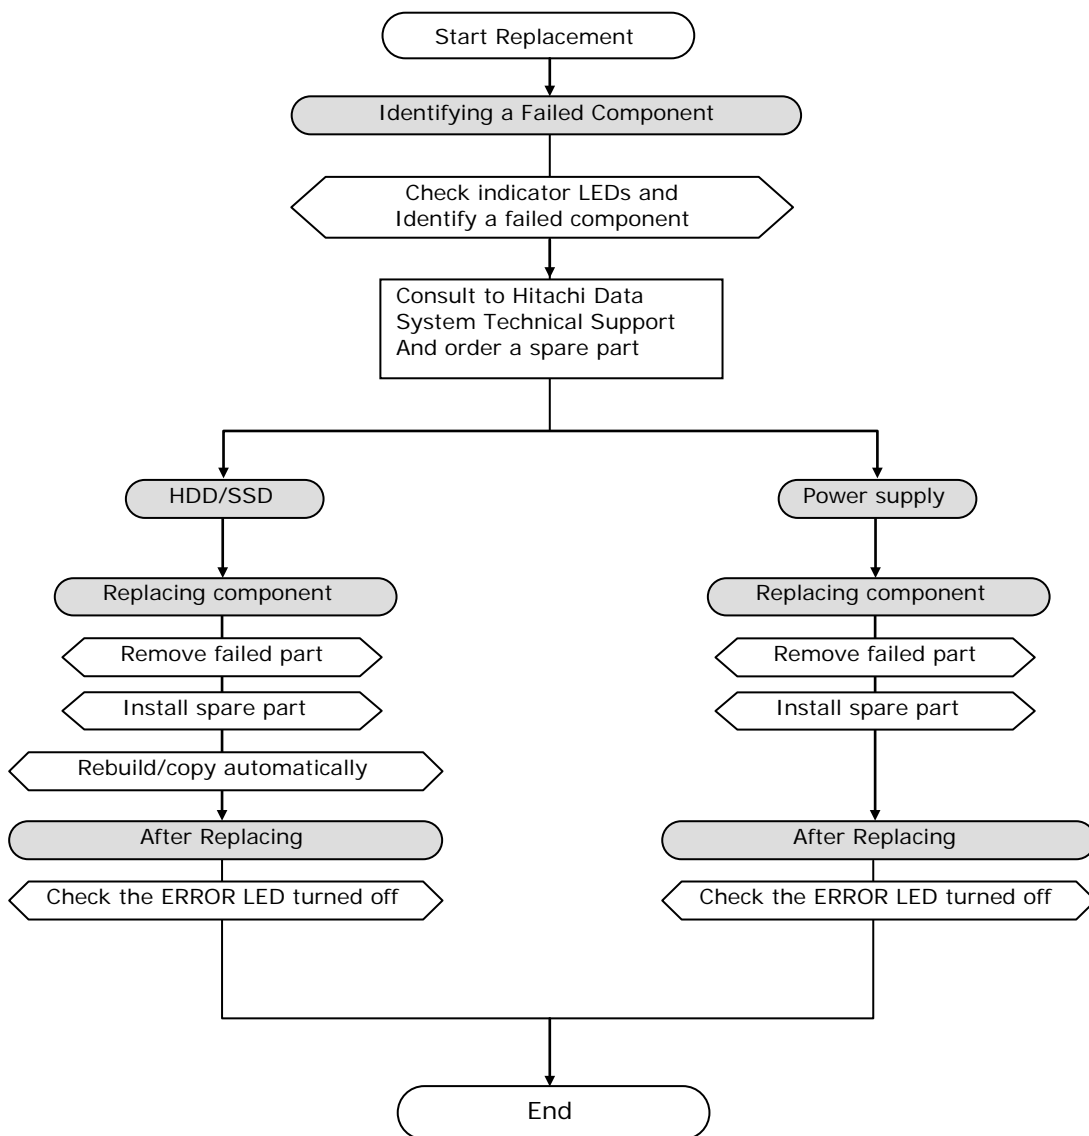 Start Replacement
Identifying a Failed Component
Check indicator LEDs and
Identify a failed component
Consult to Hitachi Data
System Technical Support
And order a spare part
HDD/SSD
Replacing component
Remove failed part
Install spare part
Rebuild/copy automatically
After Replacing
Check the ERROR LED turned off
Power supply
Replacing component
Remove failed part
Install spare part
After Replacing
Check the ERROR LED turned off
End